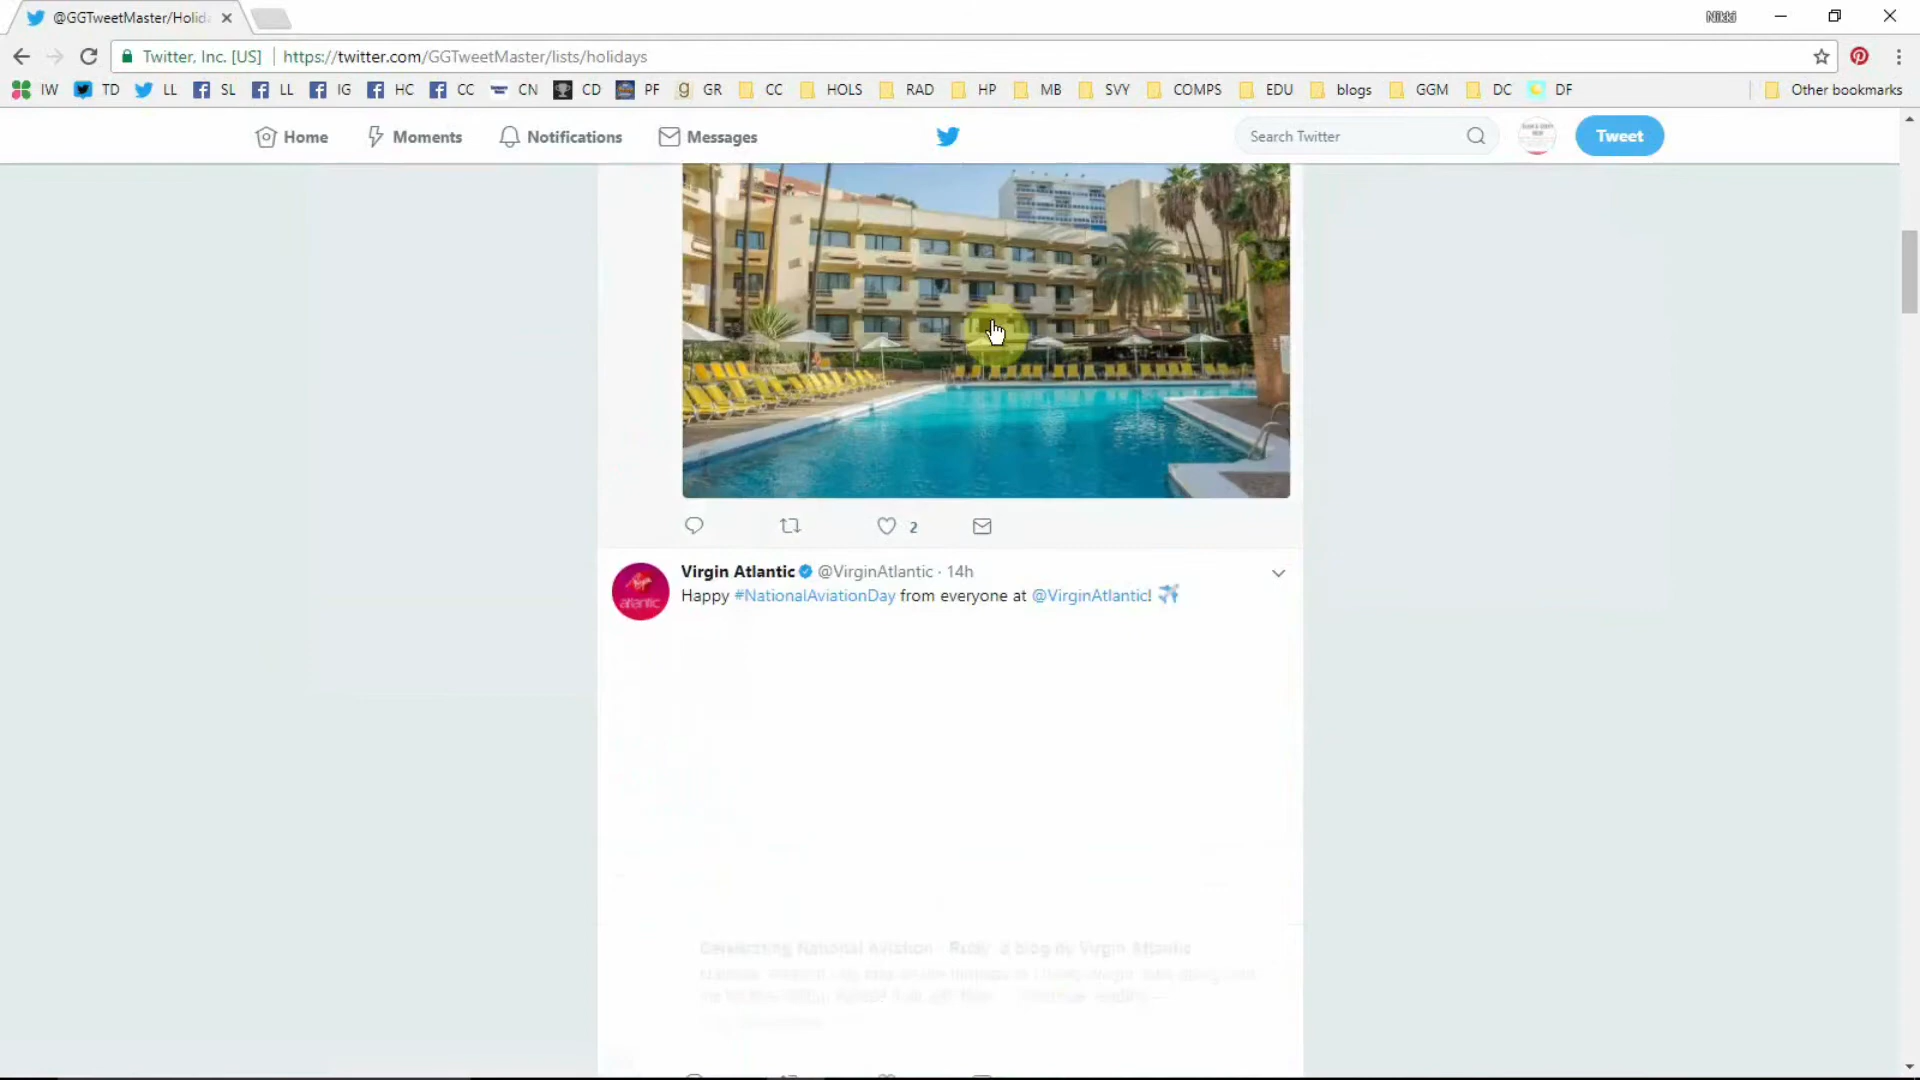 @GGTweetMaster/Holid
Nikki
Twitter, Inc. [US] https://twitter.com/GGTweetMaster/lists/holidays
IW TD LL SL LL IG HC CC CN CD PF GR CC HOLS RAD HP MB SVY COMPS EDU blogs GGM DC DF Other bookmarks
Home Moments Notifications Messages Search Twitter Tweet
2
Virgin Atlantic @VirginAtlantic · 14h
Happy #NationalAviationDay from everyone at @VirginAtlantic!
atlantic